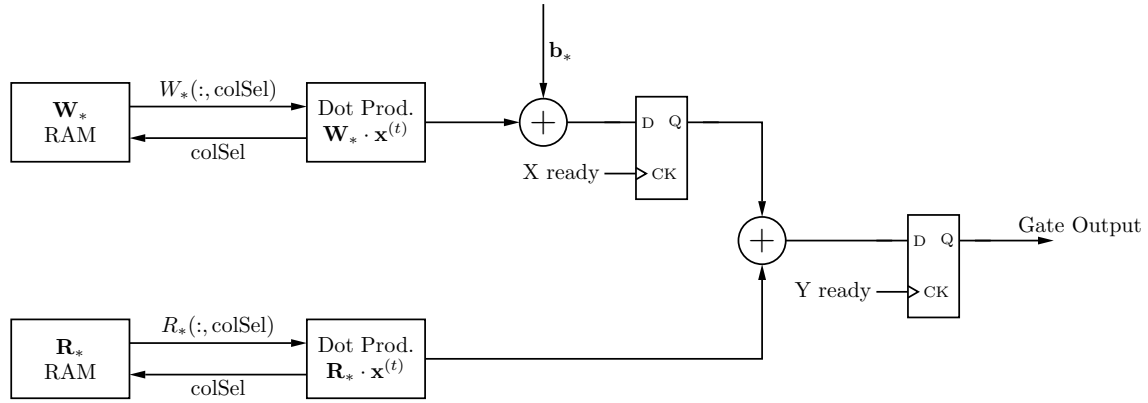 b*
W*
RAM
W*(:, colSel)
colSel
Dot Prod.
W* · x^(t)
+
D Q
X ready
CK
+
D Q
Gate Output
Y ready
CK
R*
RAM
R*(:, colSel)
colSel
Dot Prod.
R* · x^(t)